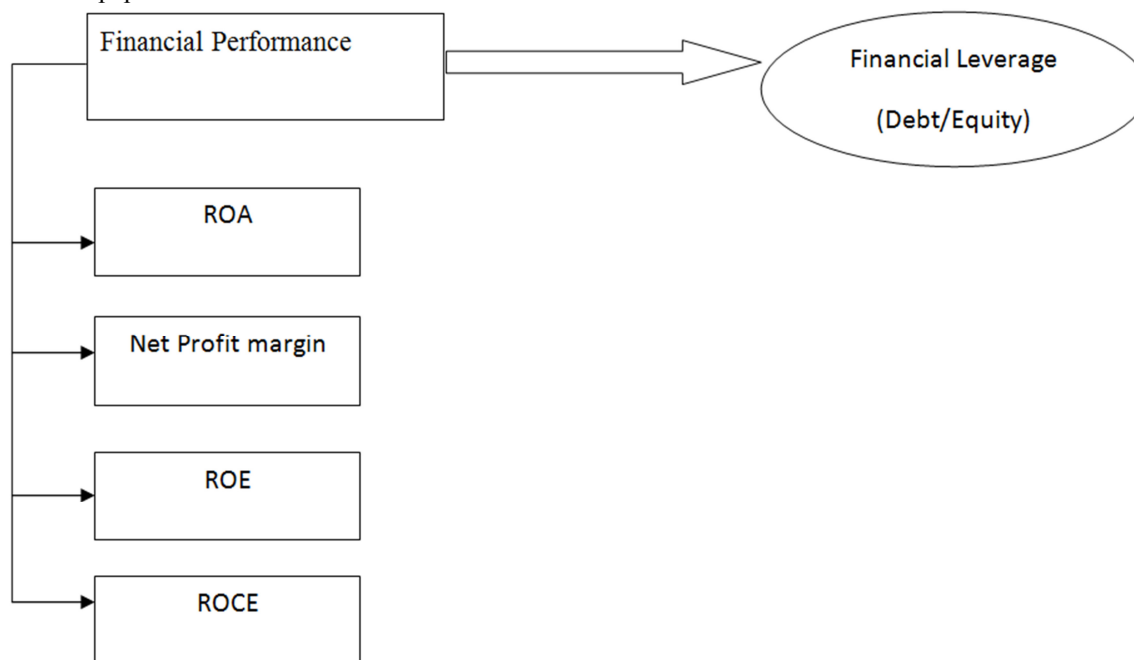 Financial Performance
Financial Leverage
(Debt/Equity)
ROA
Net Profit margin
ROE
ROCE